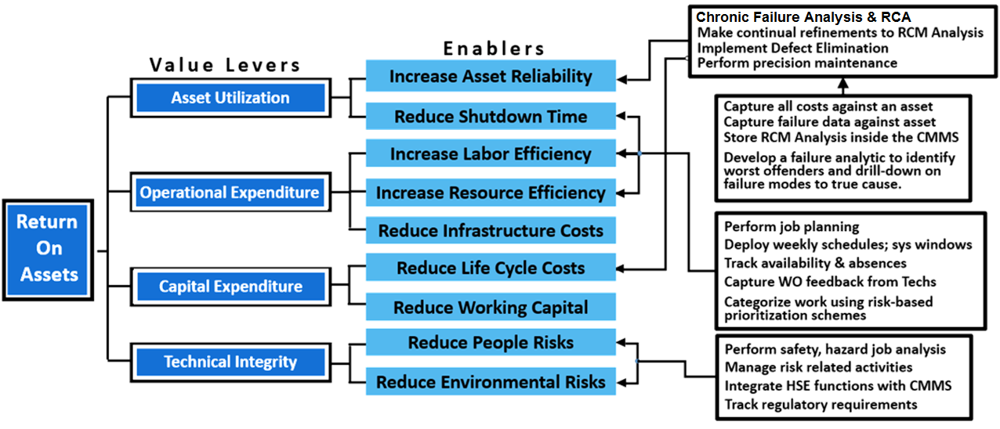 Value Levers
Enablers
Return
On
Assets
Asset Utilization
Operational Expenditure
Capital Expenditure
Technical Integrity
Increase Asset Reliability
Reduce Shutdown Time
Increase Labor Efficiency
Increase Resource Efficiency
Reduce Infrastructure Costs
Reduce Life Cycle Costs
Reduce Working Capital
Reduce People Risks
Reduce Environmental Risks
Chronic Failure Analysis & RCA
Make continual refinements to RCM Analysis
Implement Defect Elimination
Perform precision maintenance
Capture all costs against an asset
Capture failure data against asset
Store RCM Analysis inside the CMMS
Develop a failure analytic to identify
worst offenders and drill-down on
failure modes to true cause.
Perform job planning
Deploy weekly schedules; sys windows
Track availability & absences
Capture WO feedback from Techs
Categorize work using risk-based
prioritization schemes
Perform safety, hazard job analysis
Manage risk related activities
Integrate HSE functions with CMMS
Track regulatory requirements